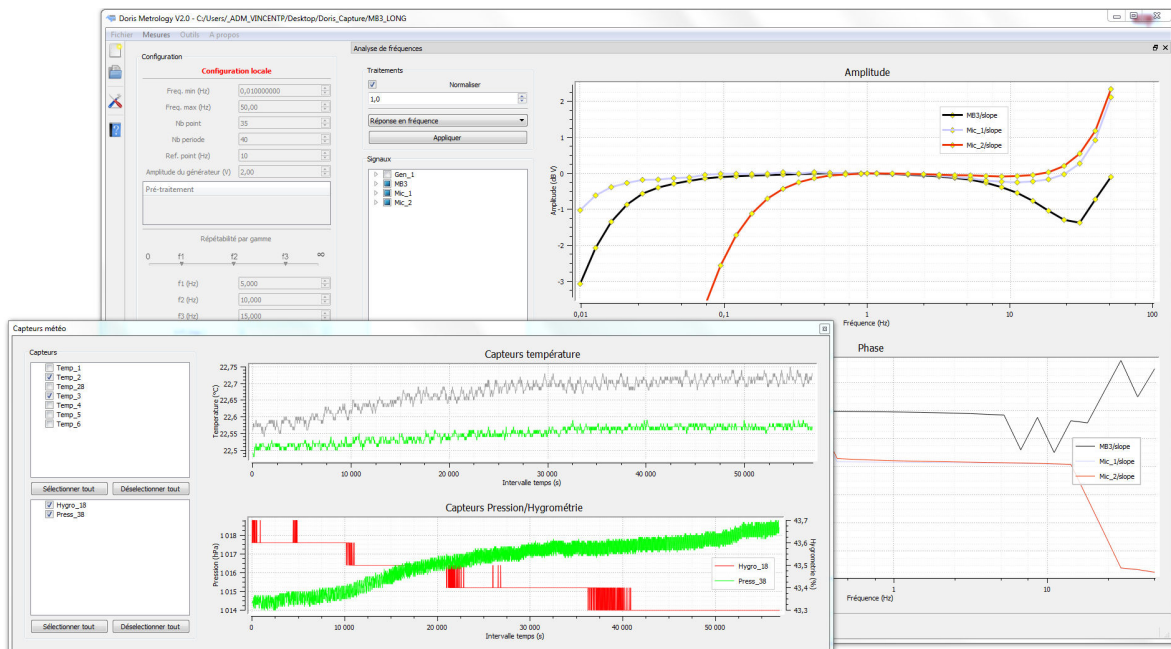 Doris Metrology V2.0 - C:/Users/_ADM_VINCENTP/Desktop/Doris_Capture/MB3_LONG
Fichier Mesures Outils A propos
Configuration
Configuration locale
Freq. min (Hz) 0,010000000
Freq. max (Hz) 50,00
Nb point 35
Nb periode 40
Ref. point (Hz) 10
Amplitude du générateur (V) 2,00
Pré-traitement
Répétabilité par gamme
0 f1 f2 f3 ∞
f1 (Hz) 5,000
f2 (Hz) 10,000
f3 (Hz) 15,000
Analyse de fréquences
Traitements
Normaliser
1,0
Réponse en fréquence
Appliquer
Signaux
Gen_1
MB3
Mic_1
Mic_2
Amplitude
Amplitude (dB V)
2
1
0
-1
-2
-3
MB3/slope
Mic_1/slope
Mic_2/slope
0,01 0,1 1 10 100
Fréquence (Hz)
Phase
MB3/slope
Mic_1/slope
Mic_2/slope
1 10
Fréquence (Hz)
Capteurs météo
Capteurs
Temp_1
Temp_2
Temp_28
Temp_3
Temp_4
Temp_5
Temp_6
Sélectionner tout Déselectionner tout
Hygro_18
Press_38
Sélectionner tout Déselectionner tout
Capteurs température
Température (°C)
22,75
22,7
22,65
22,6
22,55
22,5
0 10 000 20 000 30 000 40 000 50 000
Intervalle temps (s)
Capteurs Pression/Hygrométrie
Pression (hPa)
1 018
1 017
1 016
1 015
1 014
43,7
43,6
43,5
43,4
43,3
Hygrométrie (%)
Hygro_18
Press_38
0 10 000 20 000 30 000 40 000 50 000
Intervalle temps (s)